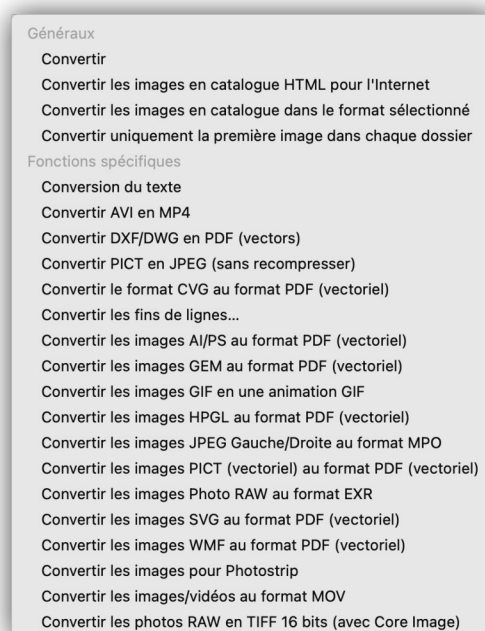 Généraux
Convertir
Convertir les images en catalogue HTML pour l'Internet
Convertir les images en catalogue dans le format sélectionné
Convertir uniquement la première image dans chaque dossier
Fonctions spécifiques
Conversion du texte
Convertir AVI en MP4
Convertir DXF/DWG en PDF (vectors)
Convertir PICT en JPEG (sans recompresser)
Convertir le format CVG au format PDF (vectoriel)
Convertir les fins de lignes...
Convertir les images AI/PS au format PDF (vectoriel)
Convertir les images GEM au format PDF (vectoriel)
Convertir les images GIF en une animation GIF
Convertir les images HPGL au format PDF (vectoriel)
Convertir les images JPEG Gauche/Droite au format MPO
Convertir les images PICT (vectoriel) au format PDF (vectoriel)
Convertir les images Photo RAW au format EXR
Convertir les images SVG au format PDF (vectoriel)
Convertir les images WMF au format PDF (vectoriel)
Convertir les images pour Photostrip
Convertir les images/vidéos au format MOV
Convertir les photos RAW en TIFF 16 bits (avec Core Image)